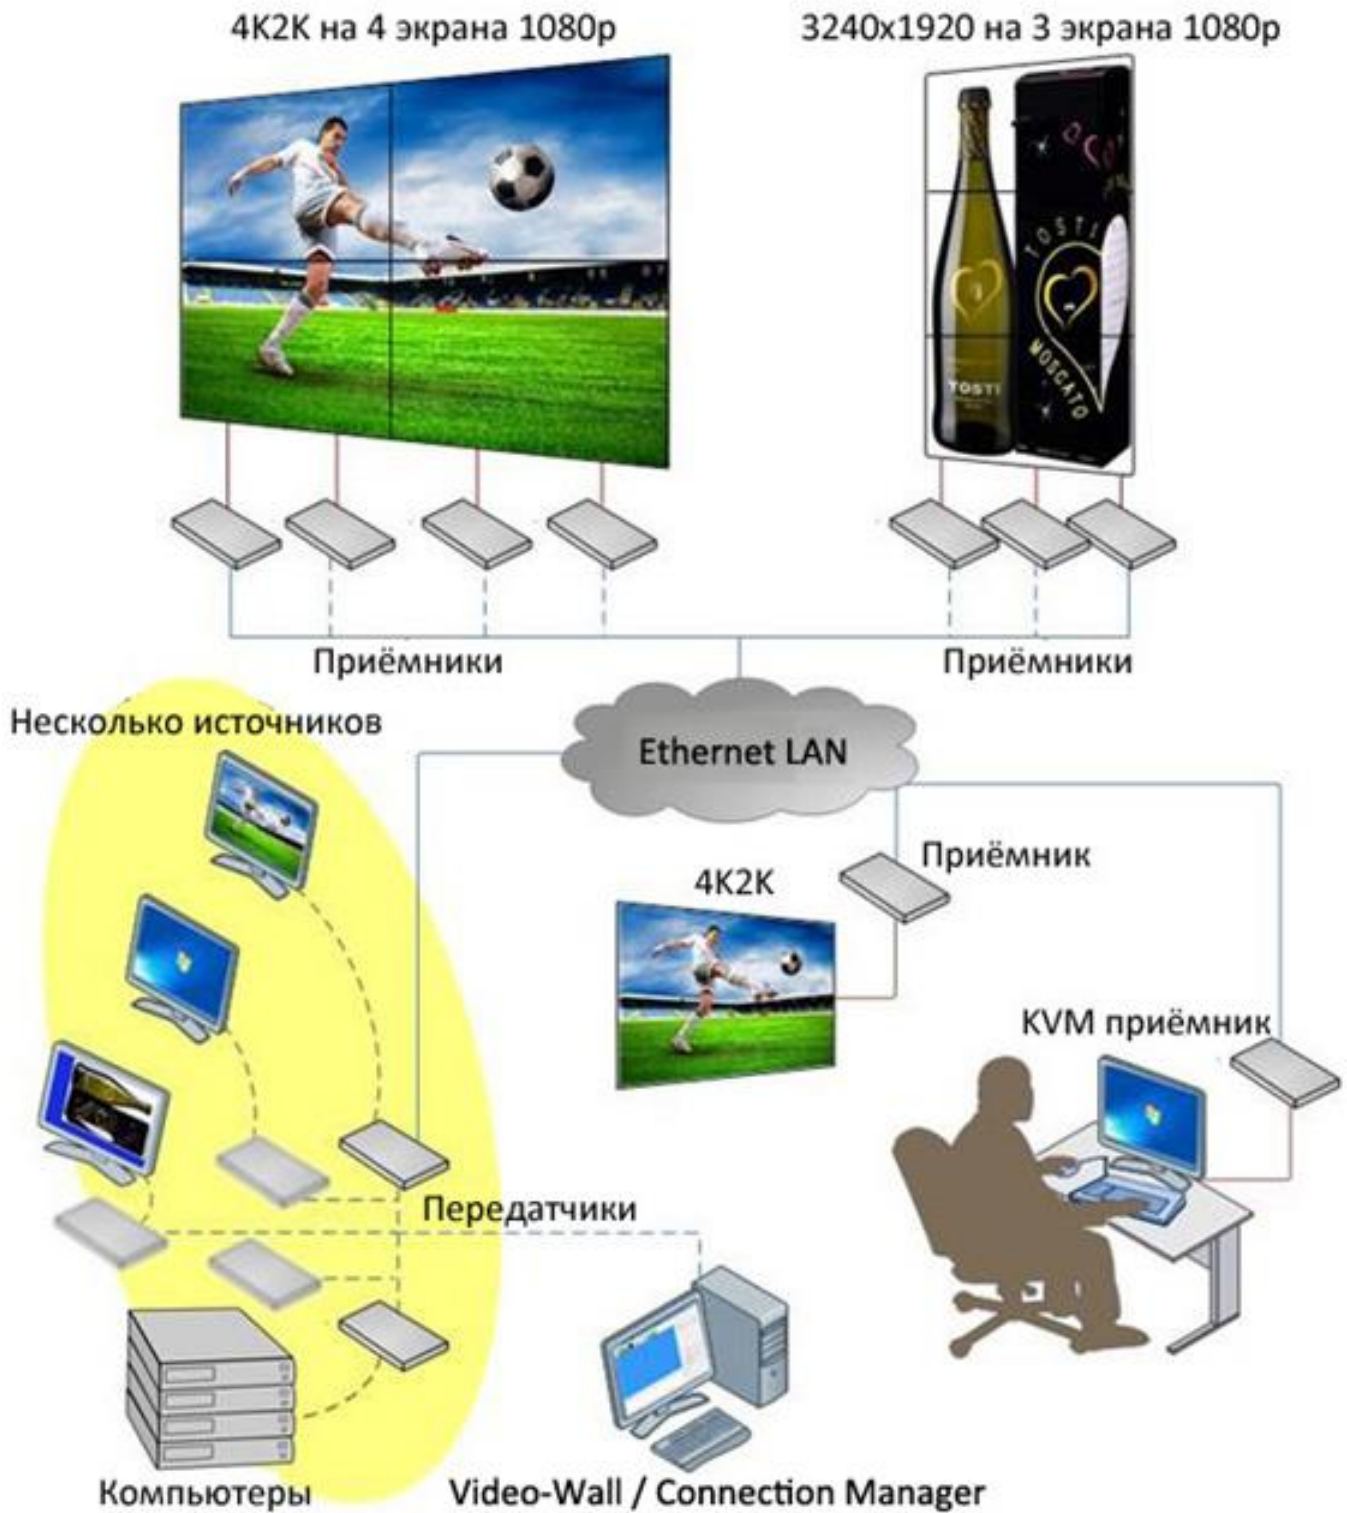 4K2K на 4 экрана 1080p
3240x1920 на 3 экрана 1080p
TOSTI
MOSCATO
TOSTI
Приёмники
Приёмники
Несколько источников
Ethernet LAN
Приёмник
4K2K
KVM приёмник
Передатчики
Компьютеры
Video-Wall / Connection Manager